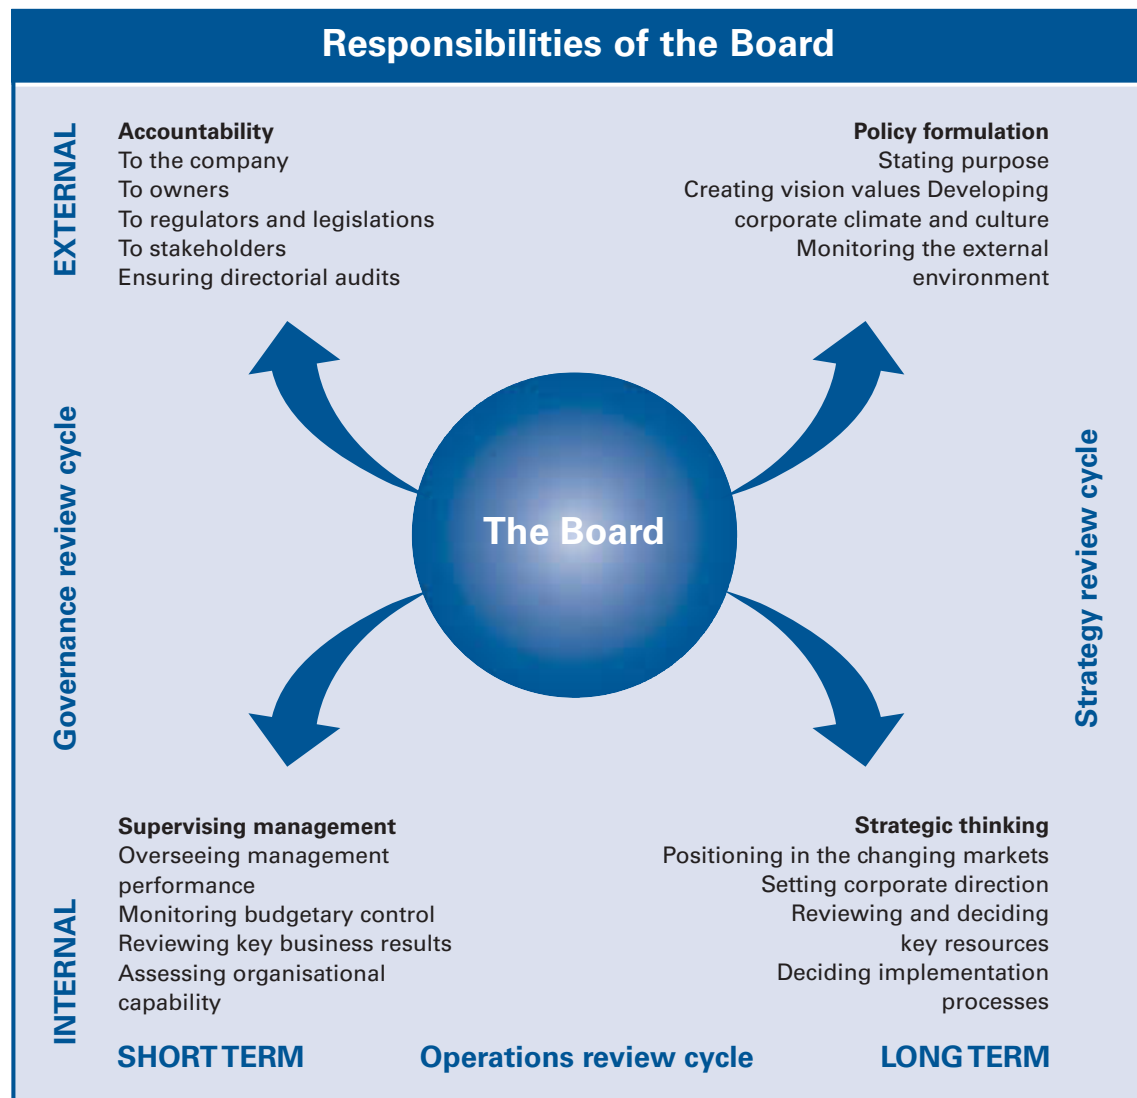 Responsibilities of the Board
EXTERNAL
Accountability
To the company
To owners
To regulators and legislations
To stakeholders
Ensuring directorial audits
Policy formulation
Stating purpose
Creating vision values Developing
corporate climate and culture
Monitoring the external
environment
Governance review cycle
The Board
Strategy review cycle
INTERNAL
Supervising management
Overseeing management
performance
Monitoring budgetary control
Reviewing key business results
Assessing organisational
capability
Strategic thinking
Positioning in the changing markets
Setting corporate direction
Reviewing and deciding
key resources
Deciding implementation
processes
SHORT TERM
Operations review cycle
LONG TERM